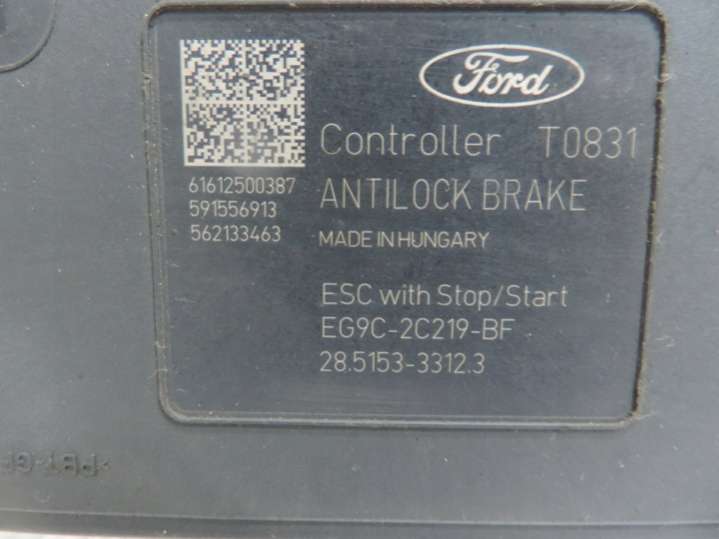 Ford
Controller T0831
61612500387
591556913
562133463
ANTILOCK BRAKE
MADE IN HUNGARY
ESC with Stop/Start
EG9C-2C219-BF
28.5153-3312.3